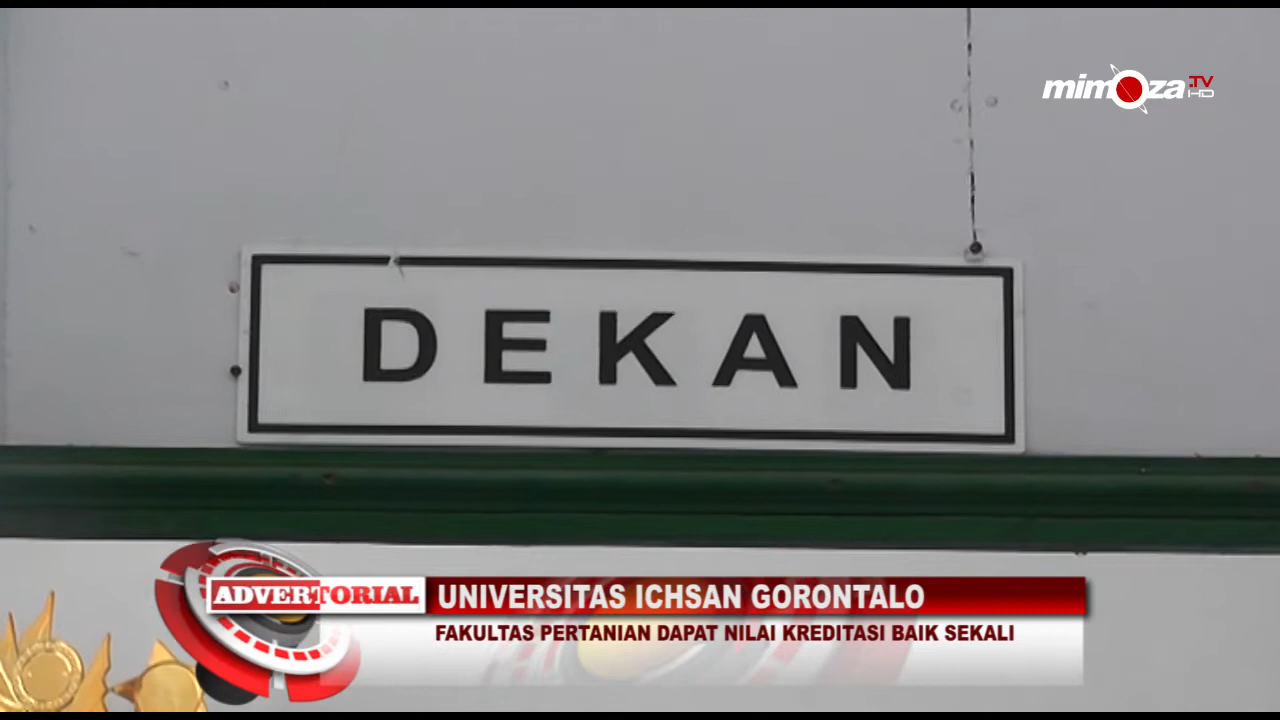 mimoza.TV
HD
DEKAN
ADVERTORIAL
UNIVERSITAS ICHSAN GORONTALO
FAKULTAS PERTANIAN DAPAT NILAI KREDITASI BAIK SEKALI